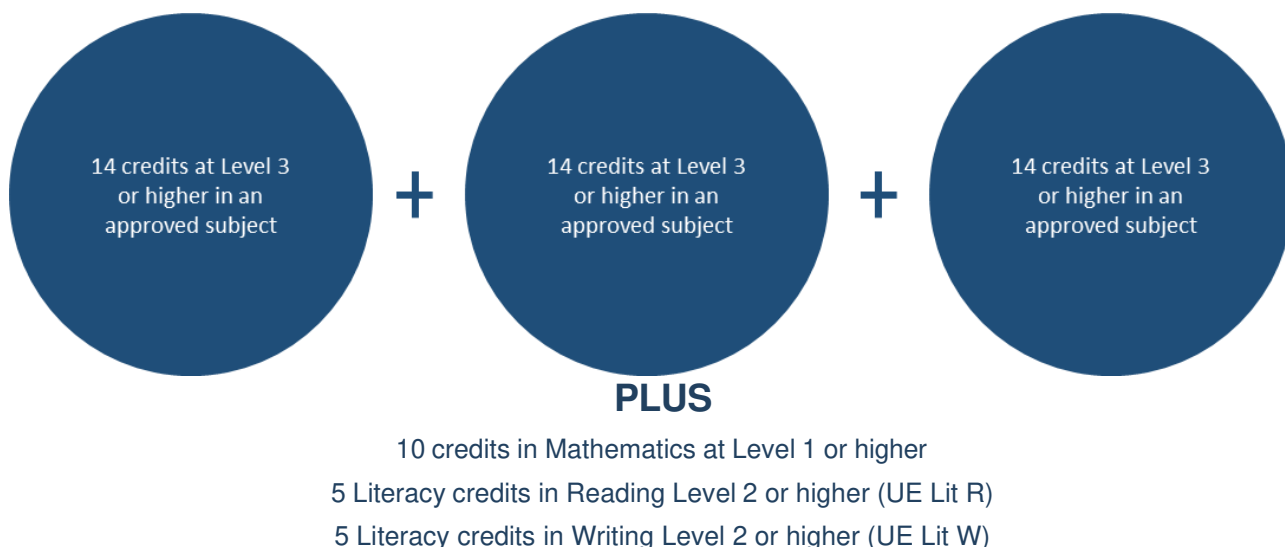 14 credits at Level 3
or higher in an
approved subject
+
14 credits at Level 3
or higher in an
approved subject
+
14 credits at Level 3
or higher in an
approved subject
PLUS
10 credits in Mathematics at Level 1 or higher
5 Literacy credits in Reading Level 2 or higher (UE Lit R)
5 Literacy credits in Writing Level 2 or higher (UE Lit W)